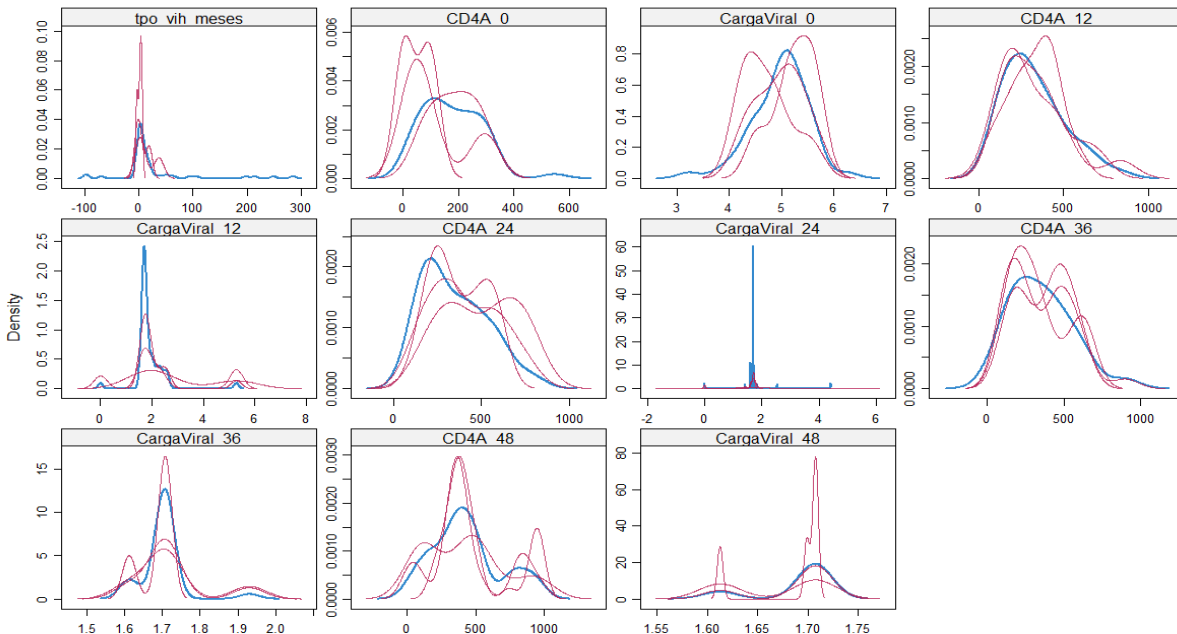 tpo_vih_meses CD4A_0 CargaViral_0 CD4A_12
0.00 0.02 0.04 0.06 0.08 0.10
-100 0 100 200 300
0.000 0.002 0.004 0.006
0 200 400 600
0.0 0.2 0.4 0.6 0.8
3 4 5 6 7
0.0000 0.0010 0.0020
0 500 1000
CargaViral_12 CD4A_24 CargaViral_24 CD4A_36
Density
0.0 0.5 1.0 1.5 2.0 2.5
0 2 4 6 8
0.0000 0.0010 0.0020
0 500 1000
0 10 20 30 40 50 60
-2 0 2 4 6
0.0000 0.0010 0.0020
0 500 1000
CargaViral_36 CD4A_48 CargaViral_48
0 5 10 15
1.5 1.6 1.7 1.8 1.9 2.0
0.0000 0.0010 0.0020 0.0030
0 500 1000
0 20 40 60 80
1.55 1.60 1.65 1.70 1.75